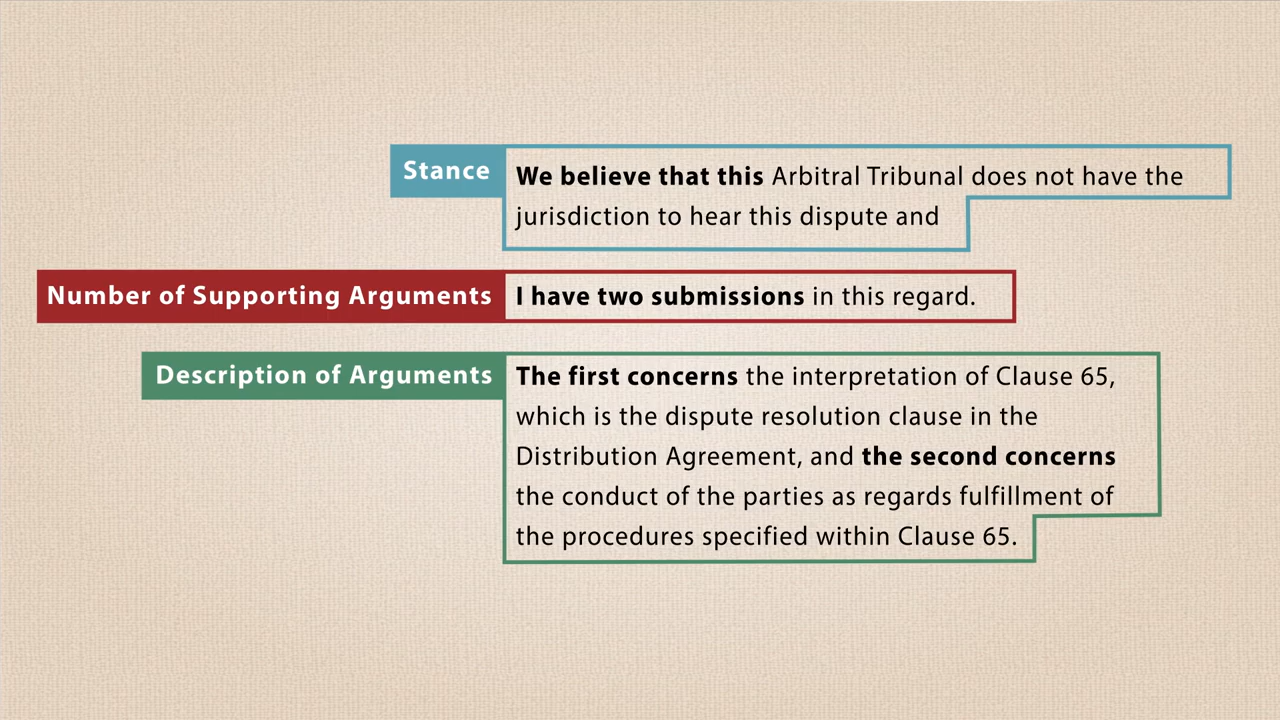 Stance
We believe that this Arbitral Tribunal does not have the
jurisdiction to hear this dispute and
Number of Supporting Arguments
I have two submissions in this regard.
Description of Arguments
The first concerns the interpretation of Clause 65,
which is the dispute resolution clause in the
Distribution Agreement, and the second concerns
the conduct of the parties as regards fulfillment of
the procedures specified within Clause 65.